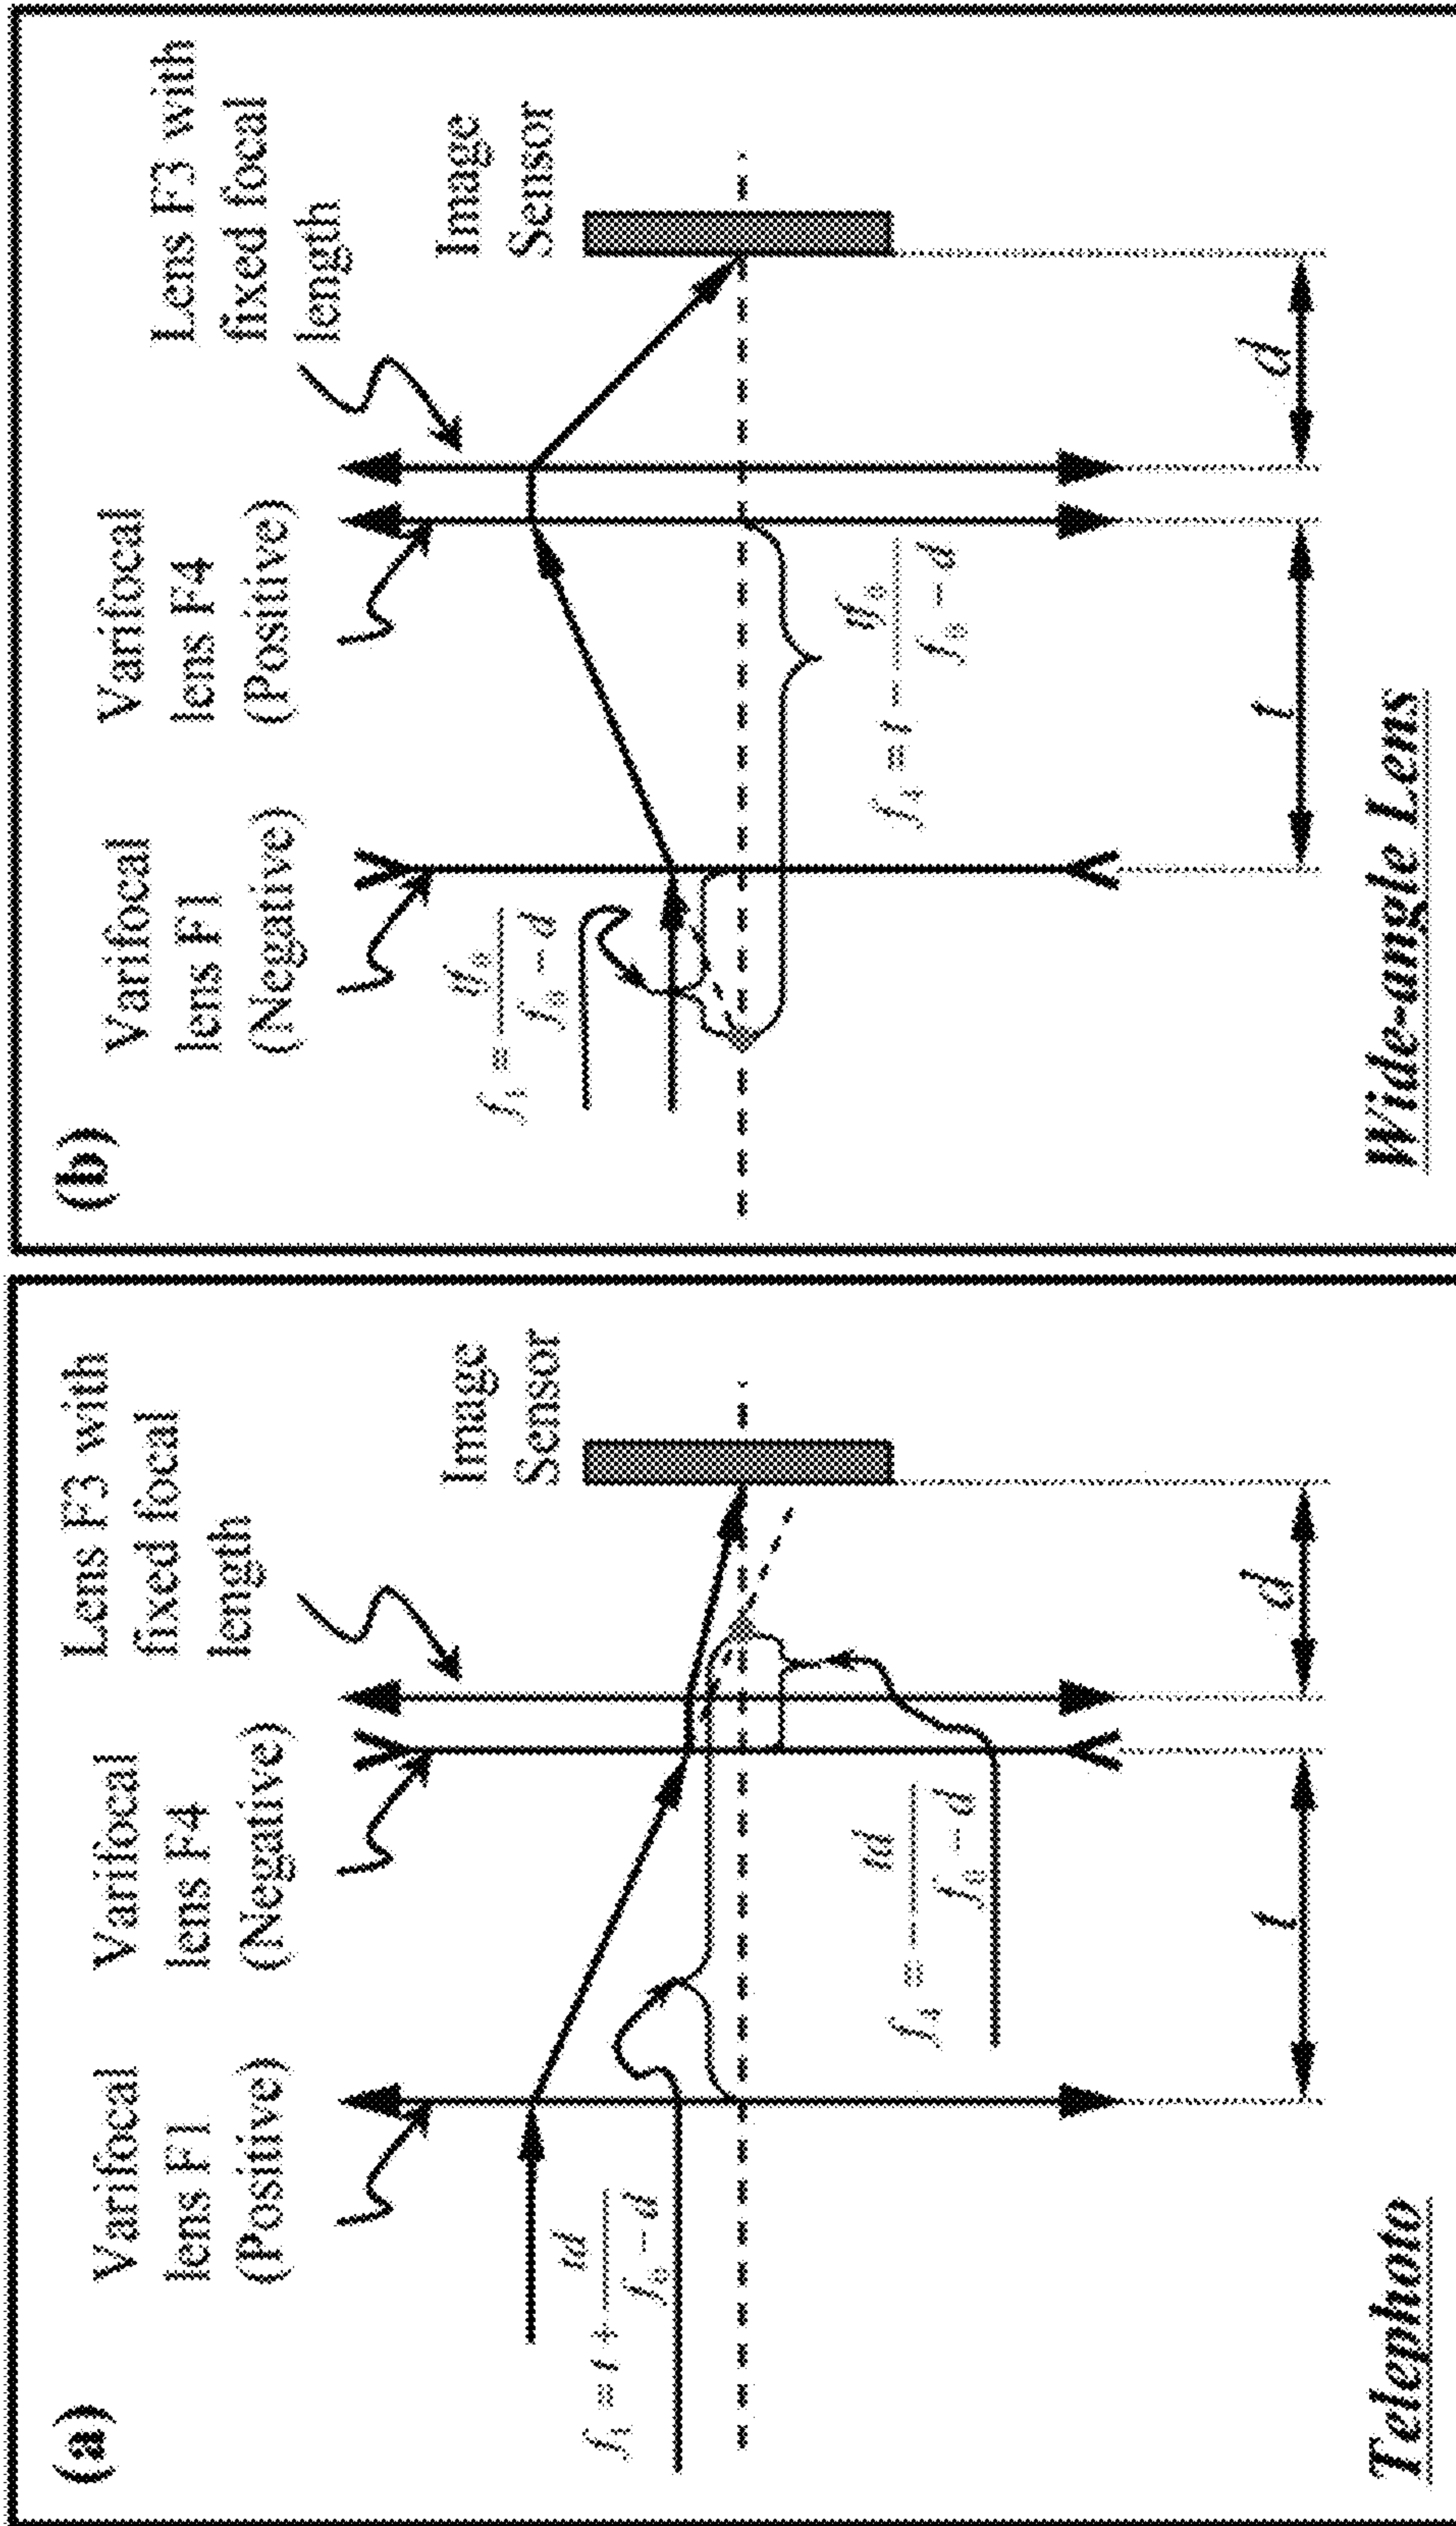 (a)
Varifocal
lens F1
(Positive)
Varifocal
lens F4
(Negative)
Lens F3 with
fixed focal
length
Image
Sensor
f₁ = t + td / (f₀ − d)
f₄ = − td / (f₀ − d)
t
d
Telephoto
(b)
Varifocal
lens F1
(Negative)
Varifocal
lens F4
(Positive)
Lens F3 with
fixed focal
length
Image
Sensor
f₁ = tf₀ / (f₀ − d)
f₄ = t − tf₀ / (f₀ − d)
t
d
Wide-angle Lens